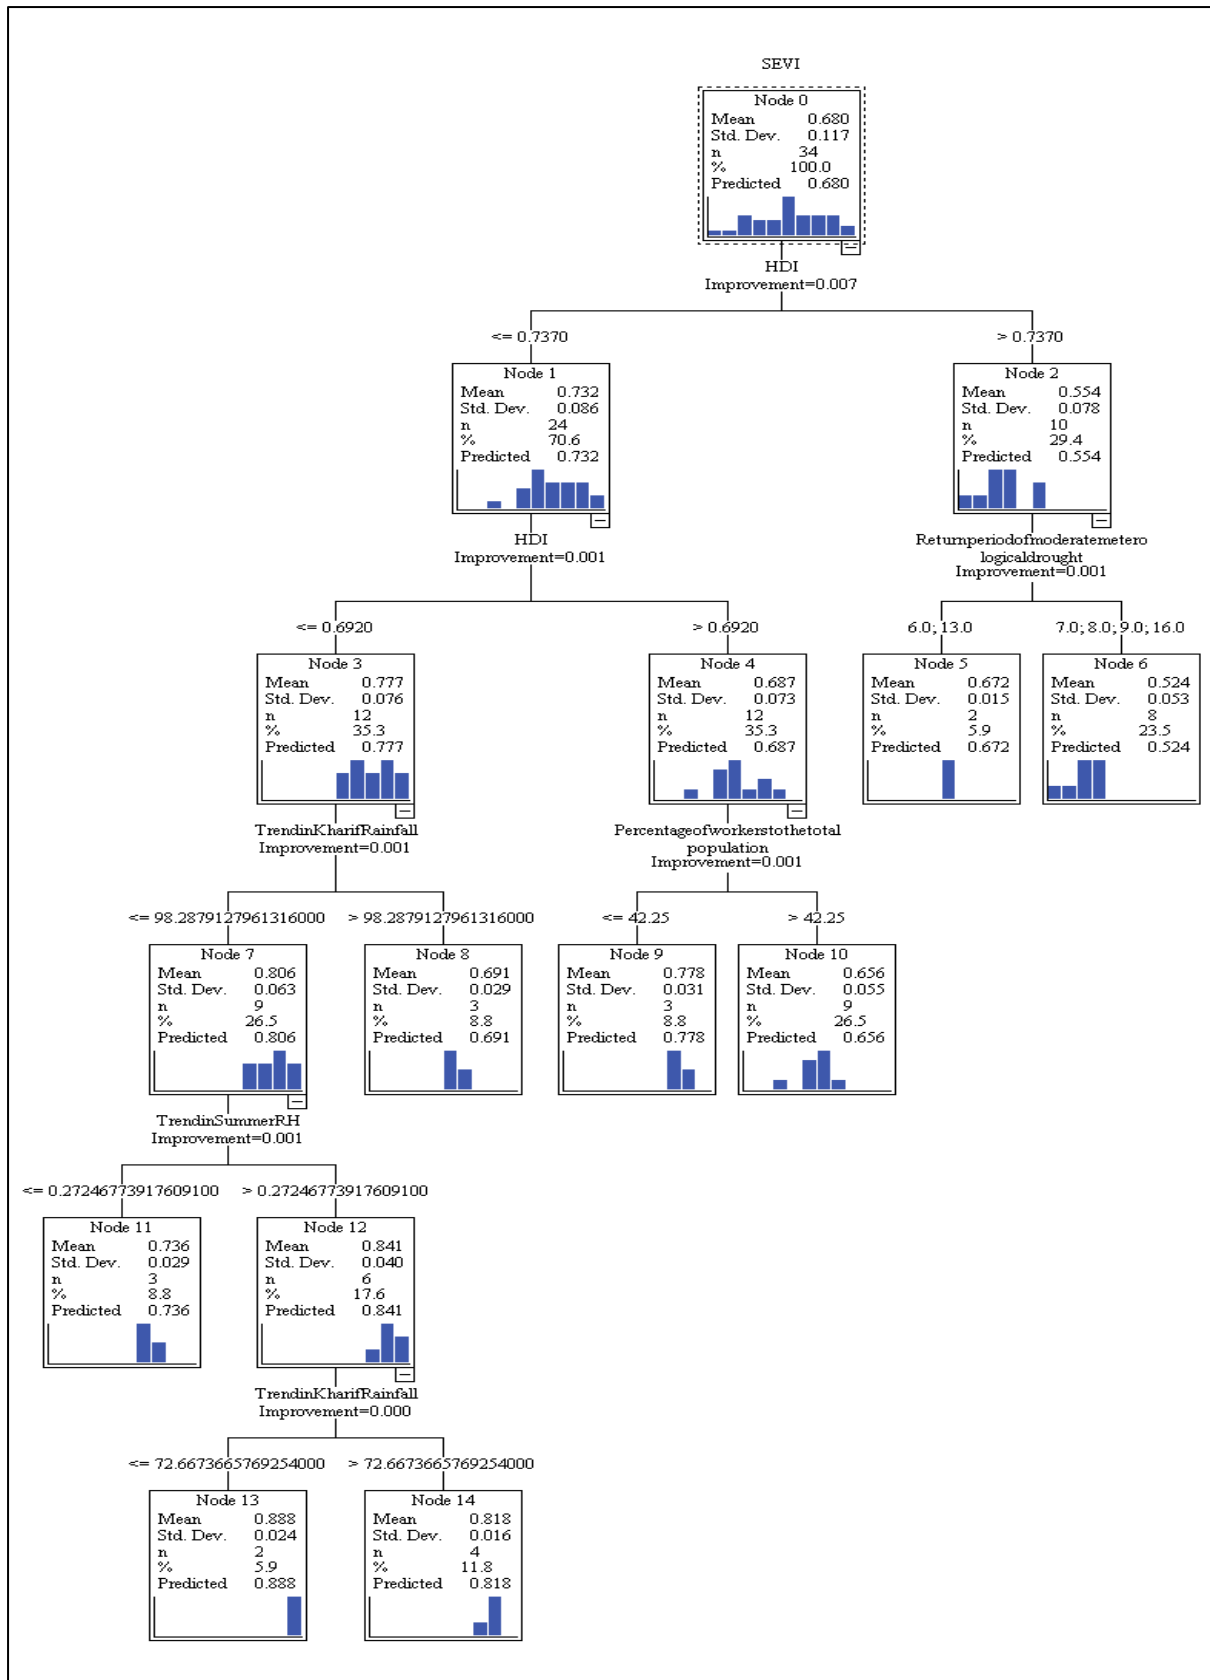 SEVI
Node 0
Mean 0.680
Std. Dev. 0.117
n 34
% 100.0
Predicted 0.680
HDI
Improvement=0.007
<= 0.7370
> 0.7370
Node 1
Mean 0.732
Std. Dev. 0.086
n 24
% 70.6
Predicted 0.732
Node 2
Mean 0.554
Std. Dev. 0.078
n 10
% 29.4
Predicted 0.554
HDI
Improvement=0.001
Returnperiodofmoderatemetero
logicaldrought
Improvement=0.001
<= 0.6920
> 0.6920
6.0; 13.0
7.0; 8.0; 9.0; 16.0
Node 3
Mean 0.777
Std. Dev. 0.076
n 12
% 35.3
Predicted 0.777
Node 4
Mean 0.687
Std. Dev. 0.073
n 12
% 35.3
Predicted 0.687
Node 5
Mean 0.672
Std. Dev. 0.015
n 2
% 5.9
Predicted 0.672
Node 6
Mean 0.524
Std. Dev. 0.053
n 8
% 23.5
Predicted 0.524
TrendinKharifRainfall
Improvement=0.001
Percentageofworkerstothetotal
population
Improvement=0.001
<= 98.2879127961316000
> 98.2879127961316000
<= 42.25
> 42.25
Node 7
Mean 0.806
Std. Dev. 0.063
n 9
% 26.5
Predicted 0.806
Node 8
Mean 0.691
Std. Dev. 0.029
n 3
% 8.8
Predicted 0.691
Node 9
Mean 0.778
Std. Dev. 0.031
n 3
% 8.8
Predicted 0.778
Node 10
Mean 0.656
Std. Dev. 0.055
n 9
% 26.5
Predicted 0.656
TrendinSummerRH
Improvement=0.001
<= 0.27246773917609100
> 0.27246773917609100
Node 11
Mean 0.736
Std. Dev. 0.029
n 3
% 8.8
Predicted 0.736
Node 12
Mean 0.841
Std. Dev. 0.040
n 6
% 17.6
Predicted 0.841
TrendinKharifRainfall
Improvement=0.000
<= 72.6673665769254000
> 72.6673665769254000
Node 13
Mean 0.888
Std. Dev. 0.024
n 2
% 5.9
Predicted 0.888
Node 14
Mean 0.818
Std. Dev. 0.016
n 4
% 11.8
Predicted 0.818